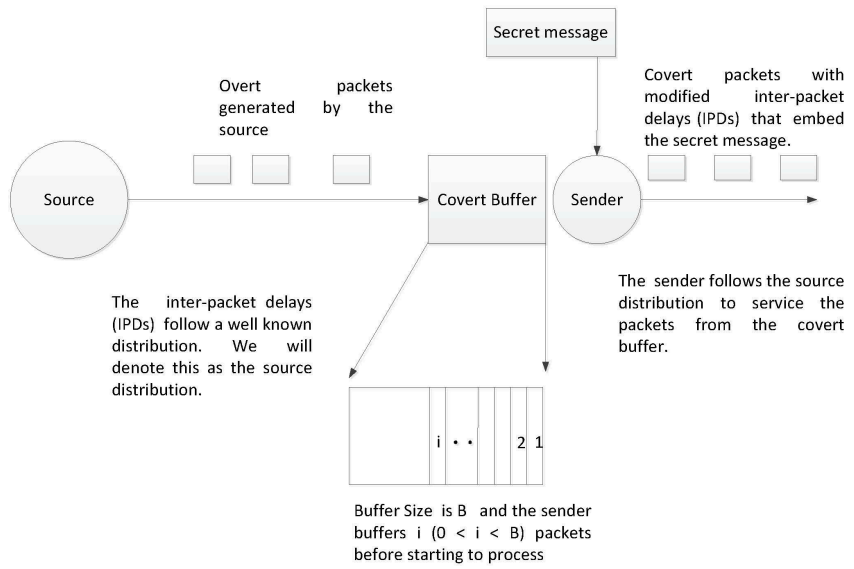 Secret message
Overt packets
generated by the
source
Covert packets with
modified inter-packet
delays (IPDs) that embed
the secret message.
Source
Covert Buffer
Sender
The inter-packet delays
(IPDs) follow a well known
distribution. We will
denote this as the source
distribution.
The sender follows the source
distribution to service the
packets from the covert
buffer.
i • • 2 1
Buffer Size is B and the sender
buffers i (0 < i < B) packets
before starting to process